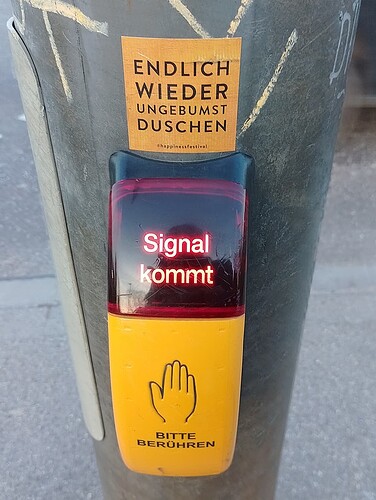 ENDLICH
WIEDER
UNGEBUMST
DUSCHEN
#happinessfestival
Signal
kommt
BITTE
BERÜHREN